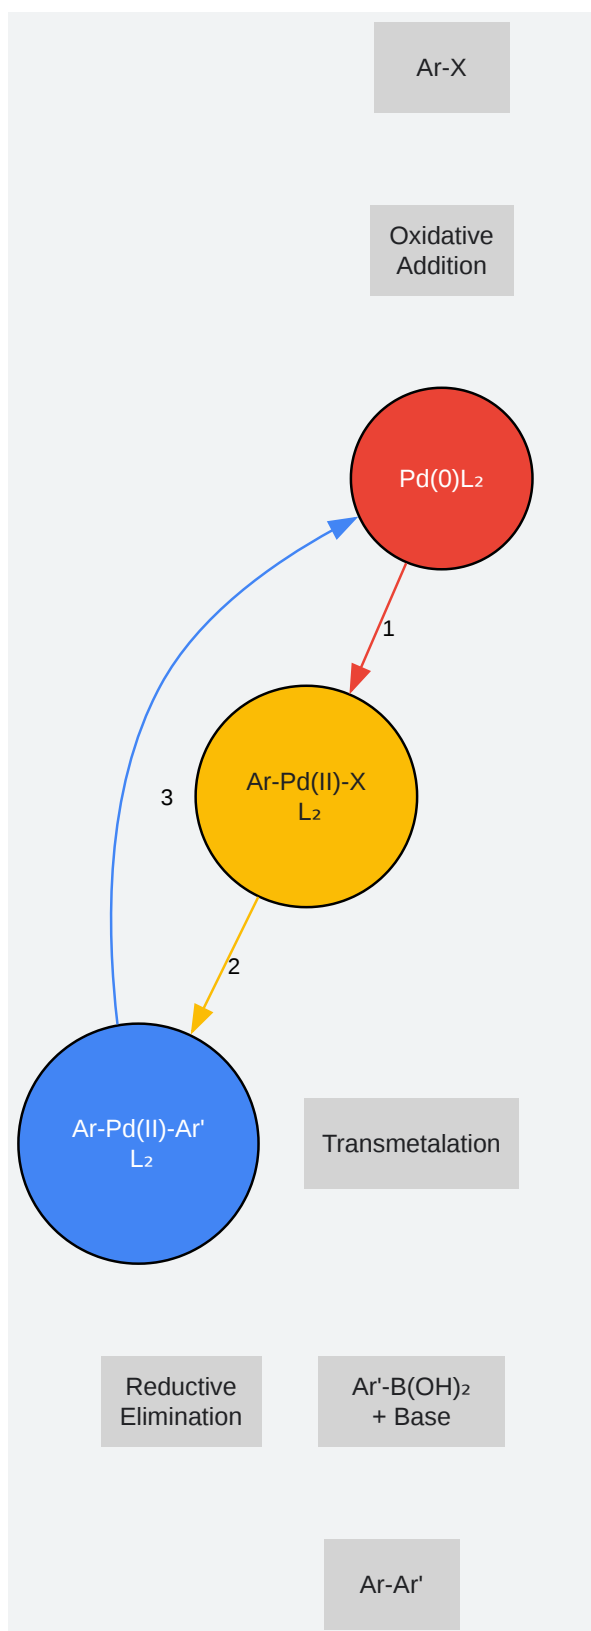 Ar-X
Oxidative
Addition
Pd(0)L₂
1
Ar-Pd(II)-X
L₂
3
2
Ar-Pd(II)-Ar'
L₂
Transmetalation
Reductive
Elimination
Ar'-B(OH)₂
+ Base
Ar-Ar'